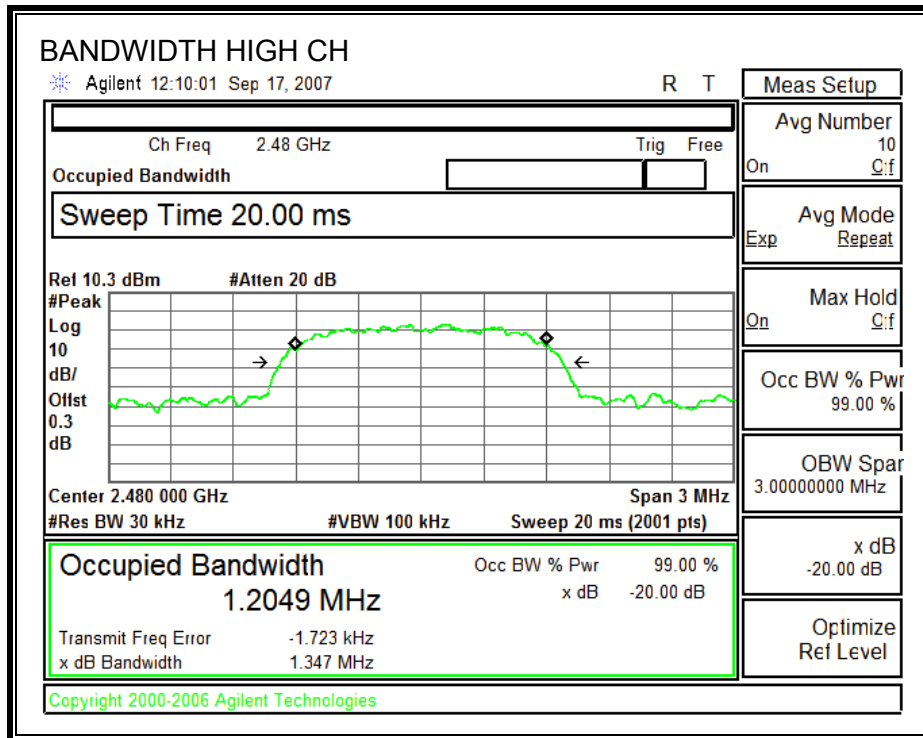 BANDWIDTH HIGH CH
Agilent 12:10:01 Sep 17, 2007 R T
Ch Freq 2.48 GHz Trig Free
Occupied Bandwidth
Sweep Time 20.00 ms
Ref 10.3 dBm #Atten 20 dB
#Peak
Log
10
dB/
Offst
0.3
dB
Center 2.480 000 GHz Span 3 MHz
#Res BW 30 kHz #VBW 100 kHz Sweep 20 ms (2001 pts)
Occupied Bandwidth
1.2049 MHz
Occ BW % Pwr 99.00 %
x dB -20.00 dB
Transmit Freq Error -1.723 kHz
x dB Bandwidth 1.347 MHz
Copyright 2000-2006 Agilent Technologies
Meas Setup
Avg Number
10
On Off
Avg Mode
Exp Repeat
Max Hold
On Off
Occ BW % Pwr
99.00 %
OBW Span
3.00000000 MHz
x dB
-20.00 dB
Optimize
Ref Level